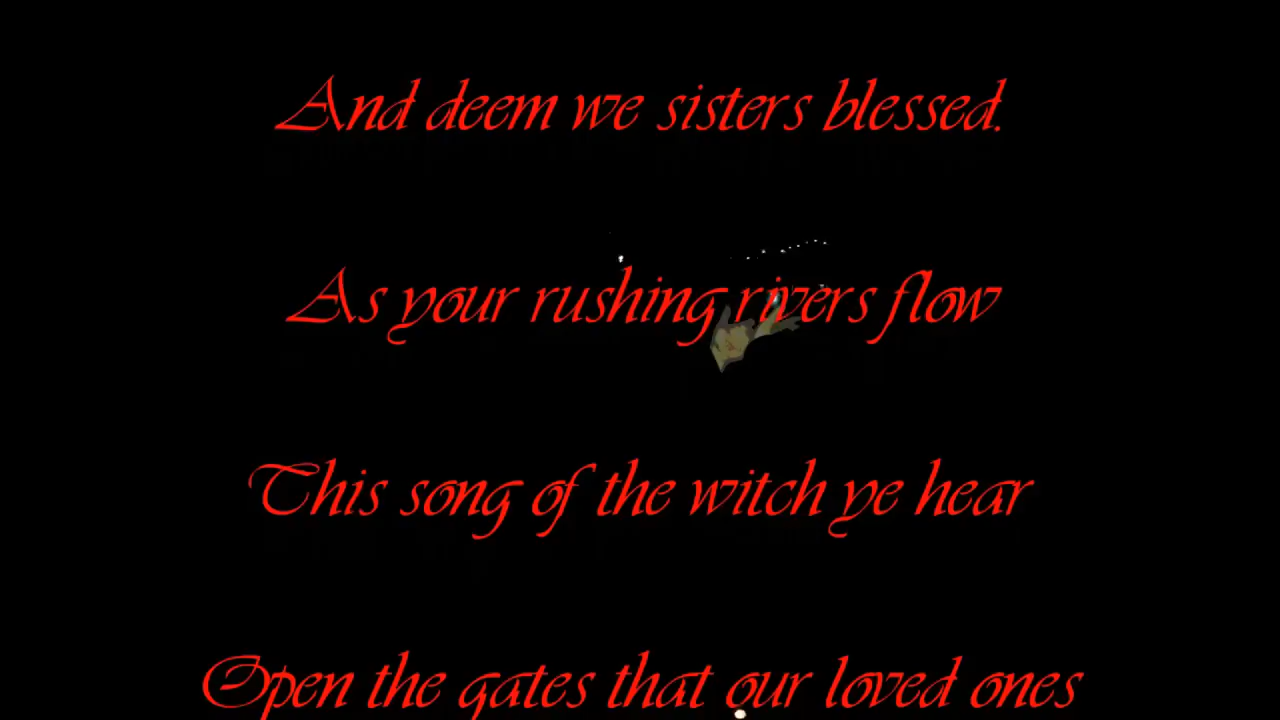 And deem we sisters blessed.
As your rushing rivers flow
This song of the witch ye hear
Open the gates that our loved ones